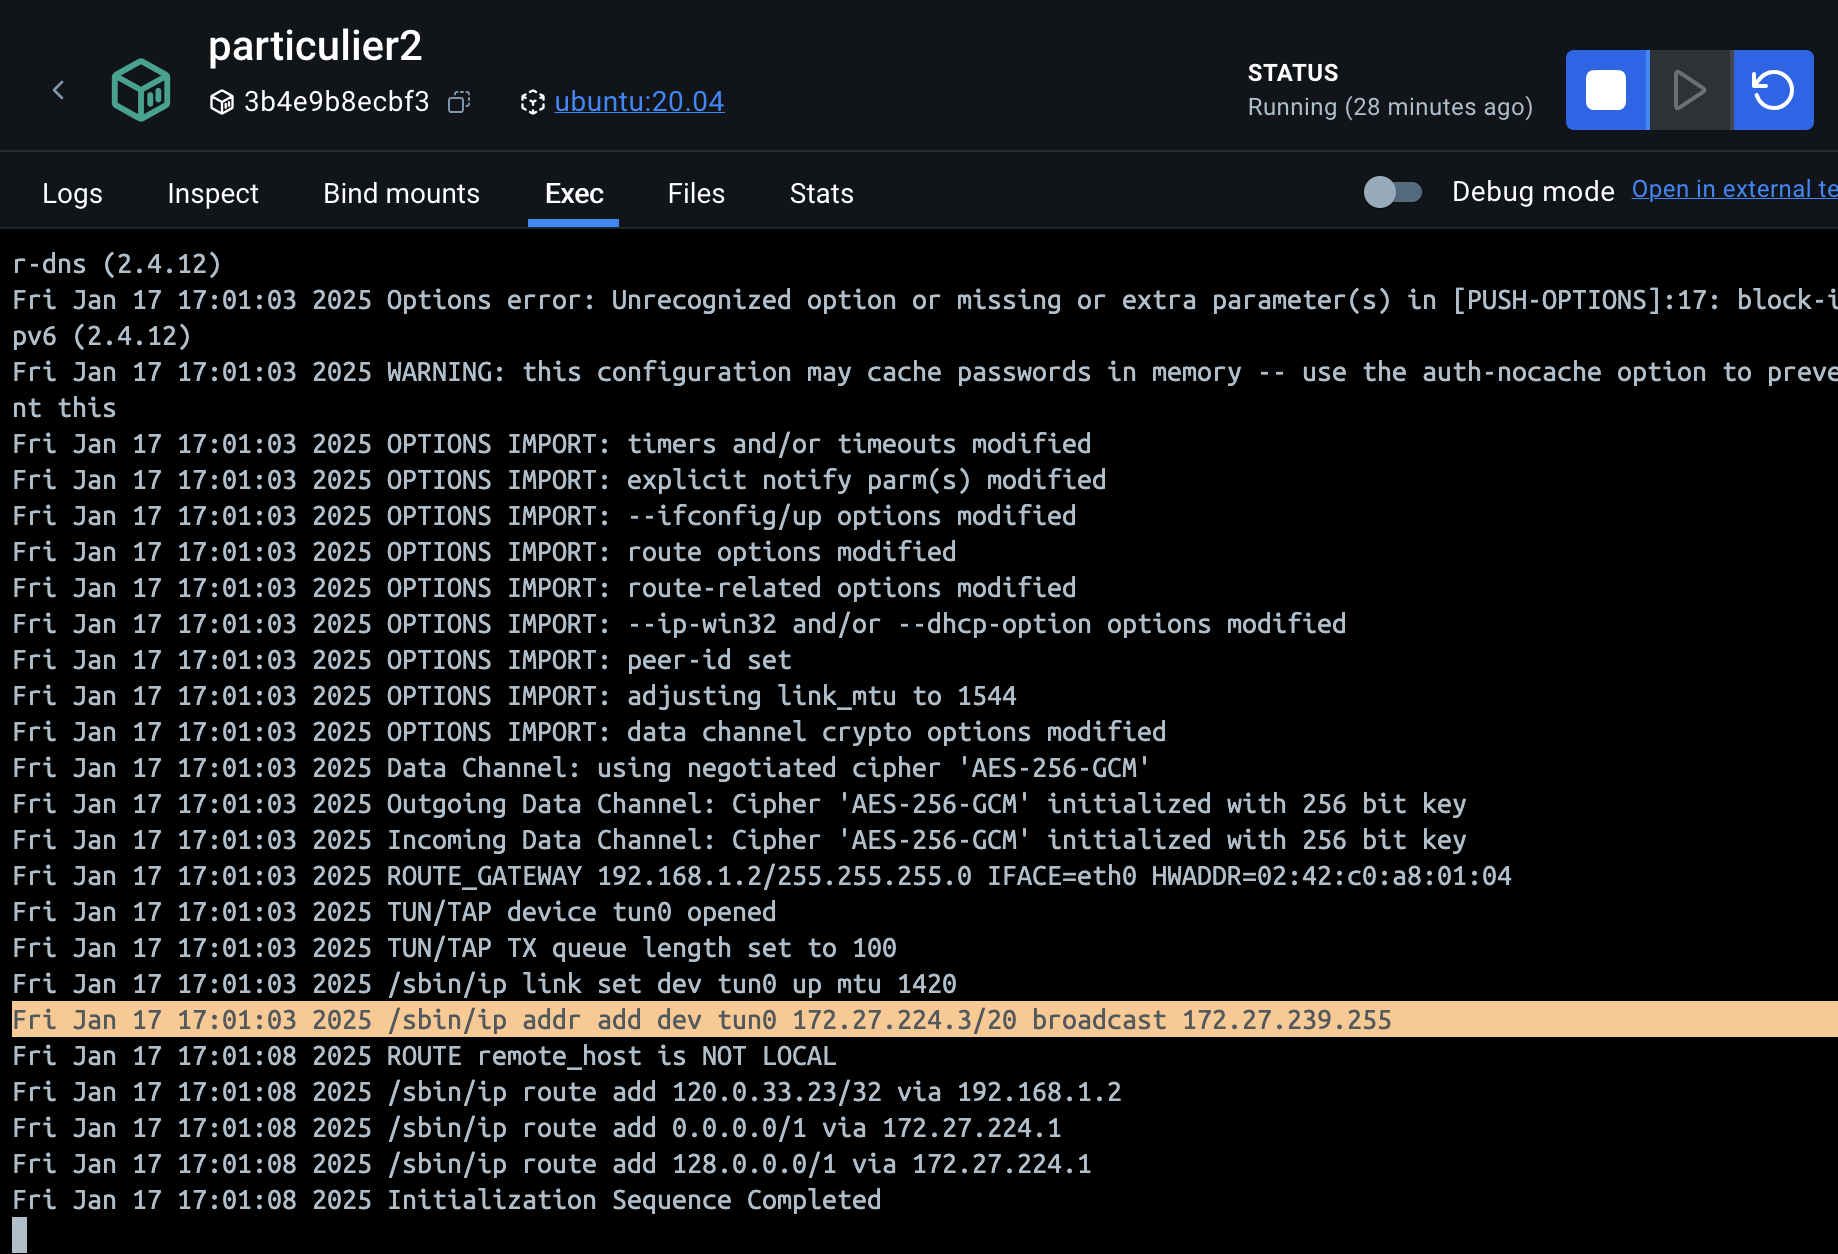 particulier2
3b4e9b8ecbf3 ubuntu:20.04
STATUS
Running (28 minutes ago)
Logs Inspect Bind mounts Exec Files Stats Debug mode Open in external te
r-dns (2.4.12)
Fri Jan 17 17:01:03 2025 Options error: Unrecognized option or missing or extra parameter(s) in [PUSH-OPTIONS]:17: block-i
pv6 (2.4.12)
Fri Jan 17 17:01:03 2025 WARNING: this configuration may cache passwords in memory -- use the auth-nocache option to preve
nt this
Fri Jan 17 17:01:03 2025 OPTIONS IMPORT: timers and/or timeouts modified
Fri Jan 17 17:01:03 2025 OPTIONS IMPORT: explicit notify parm(s) modified
Fri Jan 17 17:01:03 2025 OPTIONS IMPORT: --ifconfig/up options modified
Fri Jan 17 17:01:03 2025 OPTIONS IMPORT: route options modified
Fri Jan 17 17:01:03 2025 OPTIONS IMPORT: route-related options modified
Fri Jan 17 17:01:03 2025 OPTIONS IMPORT: --ip-win32 and/or --dhcp-option options modified
Fri Jan 17 17:01:03 2025 OPTIONS IMPORT: peer-id set
Fri Jan 17 17:01:03 2025 OPTIONS IMPORT: adjusting link_mtu to 1544
Fri Jan 17 17:01:03 2025 OPTIONS IMPORT: data channel crypto options modified
Fri Jan 17 17:01:03 2025 Data Channel: using negotiated cipher 'AES-256-GCM'
Fri Jan 17 17:01:03 2025 Outgoing Data Channel: Cipher 'AES-256-GCM' initialized with 256 bit key
Fri Jan 17 17:01:03 2025 Incoming Data Channel: Cipher 'AES-256-GCM' initialized with 256 bit key
Fri Jan 17 17:01:03 2025 ROUTE_GATEWAY 192.168.1.2/255.255.255.0 IFACE=eth0 HWADDR=02:42:c0:a8:01:04
Fri Jan 17 17:01:03 2025 TUN/TAP device tun0 opened
Fri Jan 17 17:01:03 2025 TUN/TAP TX queue length set to 100
Fri Jan 17 17:01:03 2025 /sbin/ip link set dev tun0 up mtu 1420
Fri Jan 17 17:01:03 2025 /sbin/ip addr add dev tun0 172.27.224.3/20 broadcast 172.27.239.255
Fri Jan 17 17:01:08 2025 ROUTE remote_host is NOT LOCAL
Fri Jan 17 17:01:08 2025 /sbin/ip route add 120.0.33.23/32 via 192.168.1.2
Fri Jan 17 17:01:08 2025 /sbin/ip route add 0.0.0.0/1 via 172.27.224.1
Fri Jan 17 17:01:08 2025 /sbin/ip route add 128.0.0.0/1 via 172.27.224.1
Fri Jan 17 17:01:08 2025 Initialization Sequence Completed